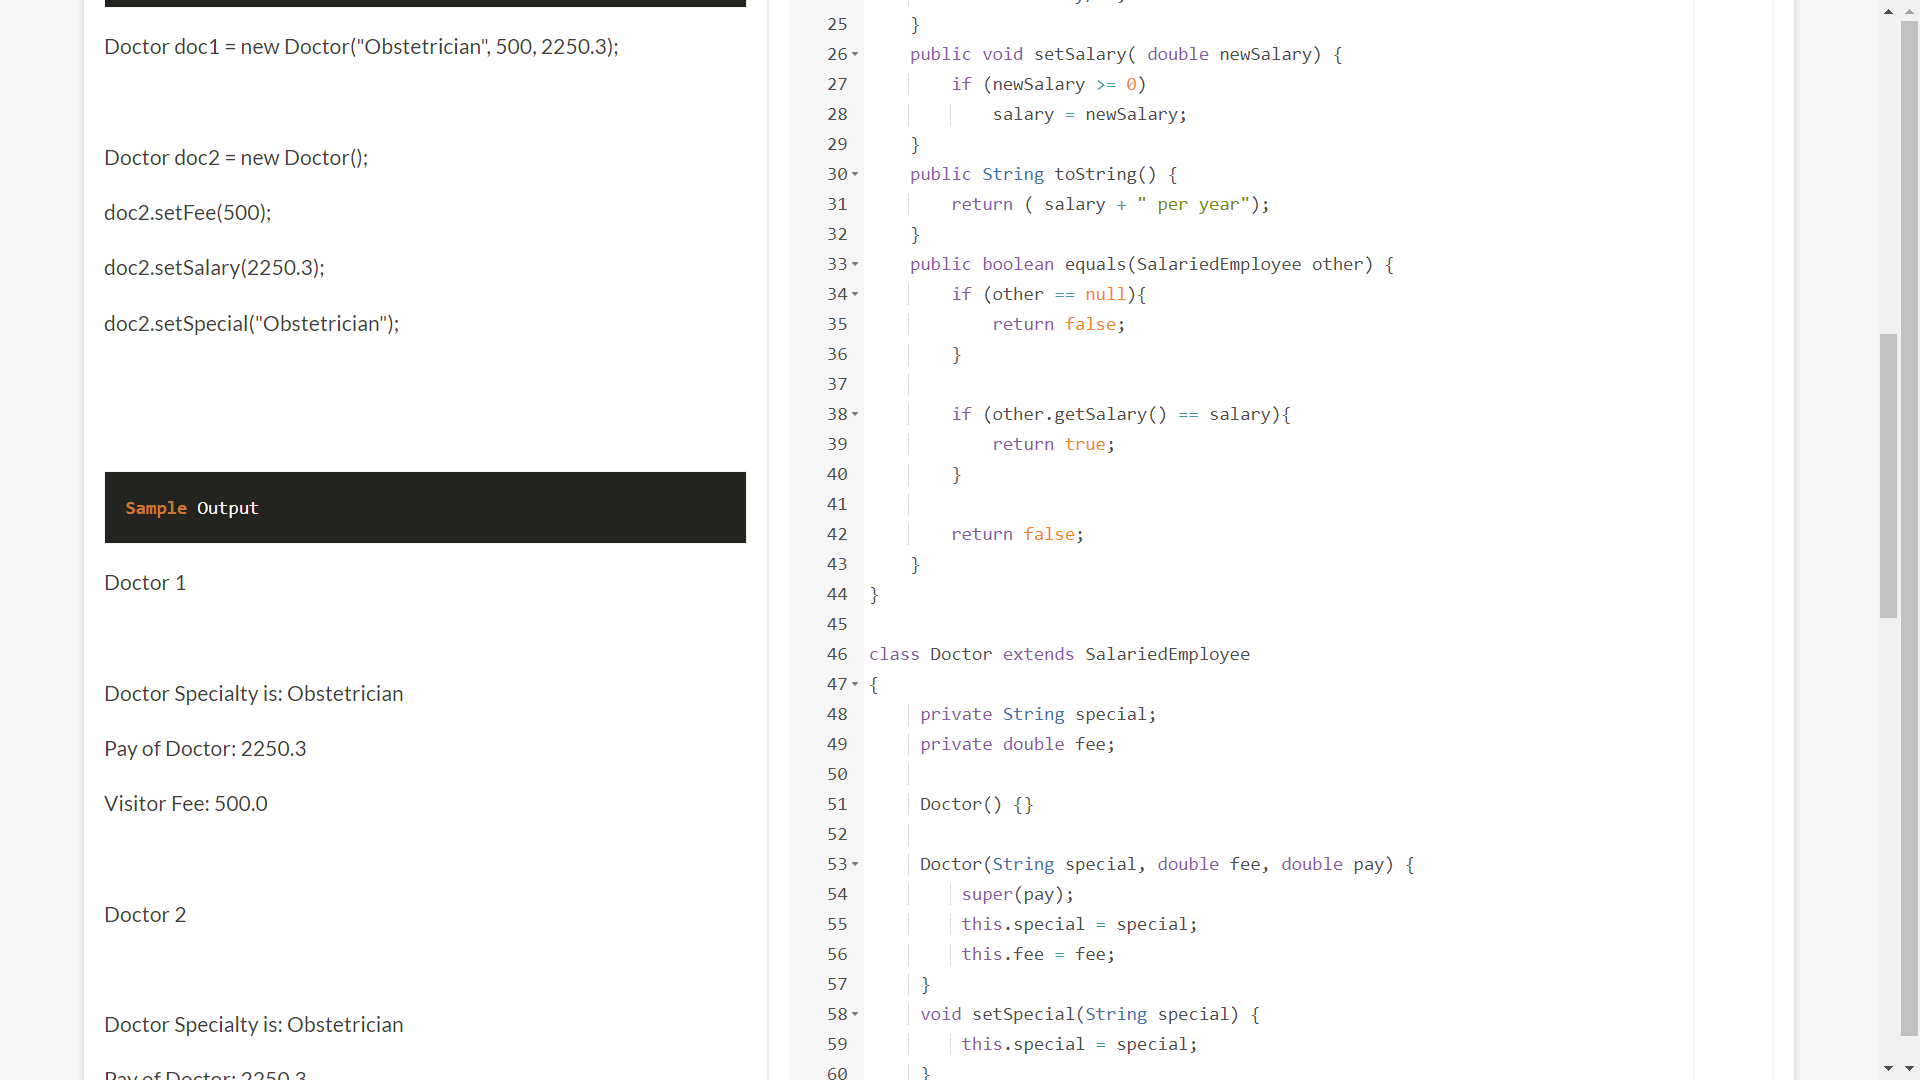 Doctor doc1 = new Doctor("Obstetrician", 500, 2250.3);
Doctor doc2 = new Doctor();
doc2.setFee(500);
doc2.setSalary(2250.3);
doc2.setSpecial("Obstetrician");
Sample Output
Doctor 1
Doctor Specialty is: Obstetrician
Pay of Doctor: 2250.3
Visitor Fee: 500.0
Doctor 2
Doctor Specialty is: Obstetrician
Pay of Doctor: 2250.3
25 }
26 public void setSalary( double newSalary) {
27 if (newSalary >= 0)
28 salary = newSalary;
29 }
30 public String toString() {
31 return ( salary + " per year");
32 }
33 public boolean equals(SalariedEmployee other) {
34 if (other == null){
35 return false;
36 }
37
38 if (other.getSalary() == salary){
39 return true;
40 }
41
42 return false;
43 }
44 }
45
46 class Doctor extends SalariedEmployee
47 {
48 private String special;
49 private double fee;
50
51 Doctor() {}
52
53 Doctor(String special, double fee, double pay) {
54 super(pay);
55 this.special = special;
56 this.fee = fee;
57 }
58 void setSpecial(String special) {
59 this.special = special;
60 }